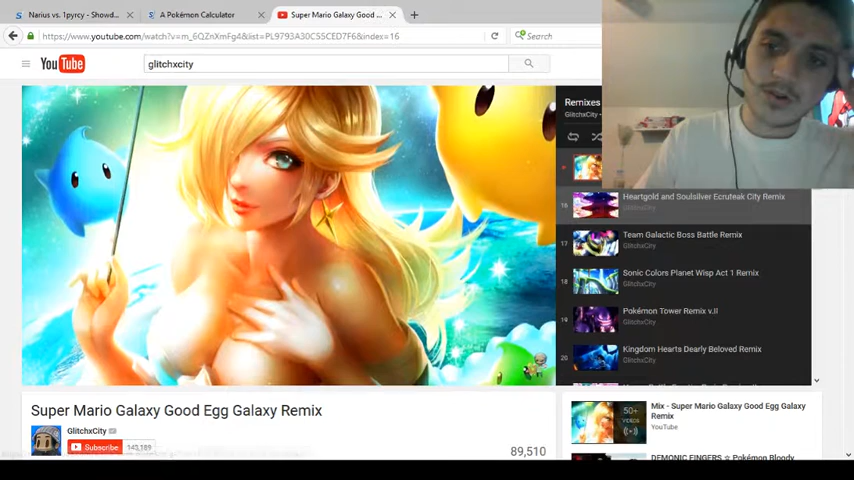 Narius vs. 1pyrcy - Showd...
A Pokémon Calculator
Super Mario Galaxy Good ...
https://www.youtube.com/watch?v=m_6QZnXmFg4&list=PL9793A30C55CED7F6&index=16
Search
YouTube
glitchxcity
Remixes
GlitchxCity -
16
Heartgold and Soulsilver Ecruteak City Remix
GlitchxCity
17
Team Galactic Boss Battle Remix
GlitchxCity
18
Sonic Colors Planet Wisp Act 1 Remix
GlitchxCity
19
Pokémon Tower Remix v.II
GlitchxCity
20
Kingdom Hearts Dearly Beloved Remix
GlitchxCity
Super Mario Galaxy Good Egg Galaxy Remix
GlitchxCity
Subscribe
143,189
89,510
50+
VIDEOS
Mix - Super Mario Galaxy Good Egg Galaxy
Remix
YouTube
DEMONIC FINGERS ☆ Pokémon Bloody